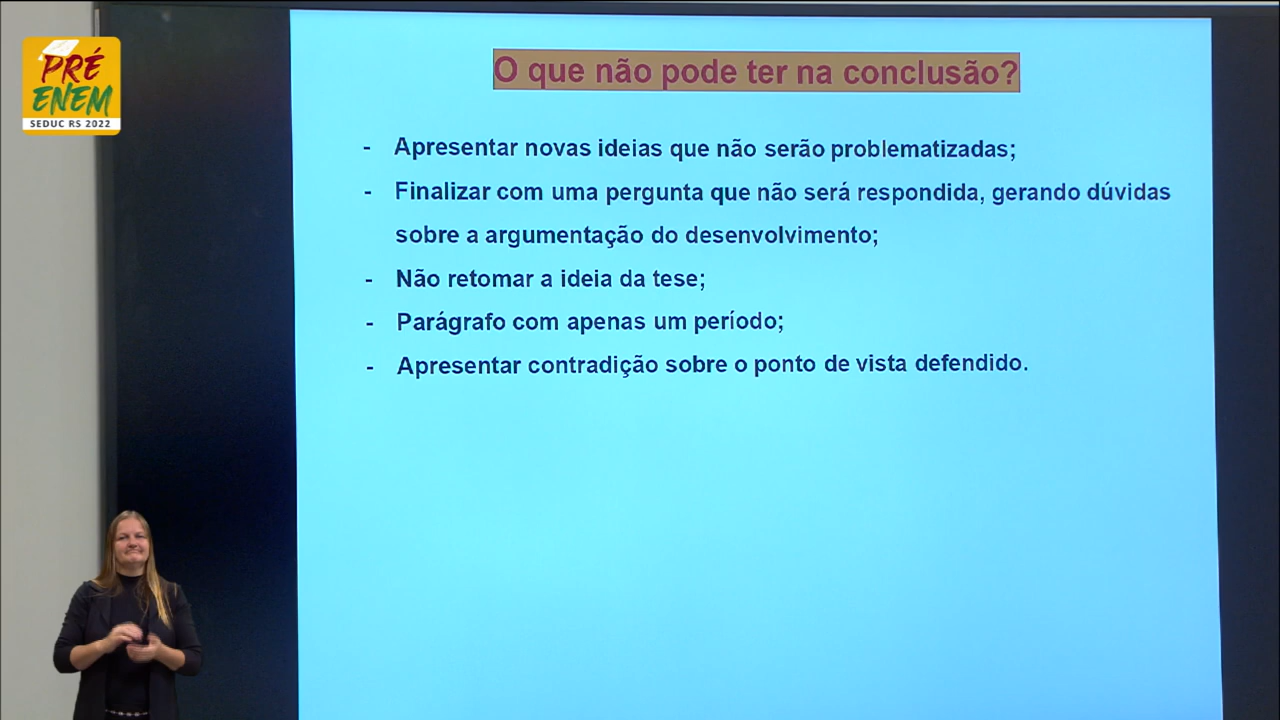 PRÉ
ENEM
SEDUC RS 2022
O que não pode ter na conclusão?
- Apresentar novas ideias que não serão problematizadas;
- Finalizar com uma pergunta que não será respondida, gerando dúvidas
sobre a argumentação do desenvolvimento;
- Não retomar a ideia da tese;
- Parágrafo com apenas um período;
- Apresentar contradição sobre o ponto de vista defendido.